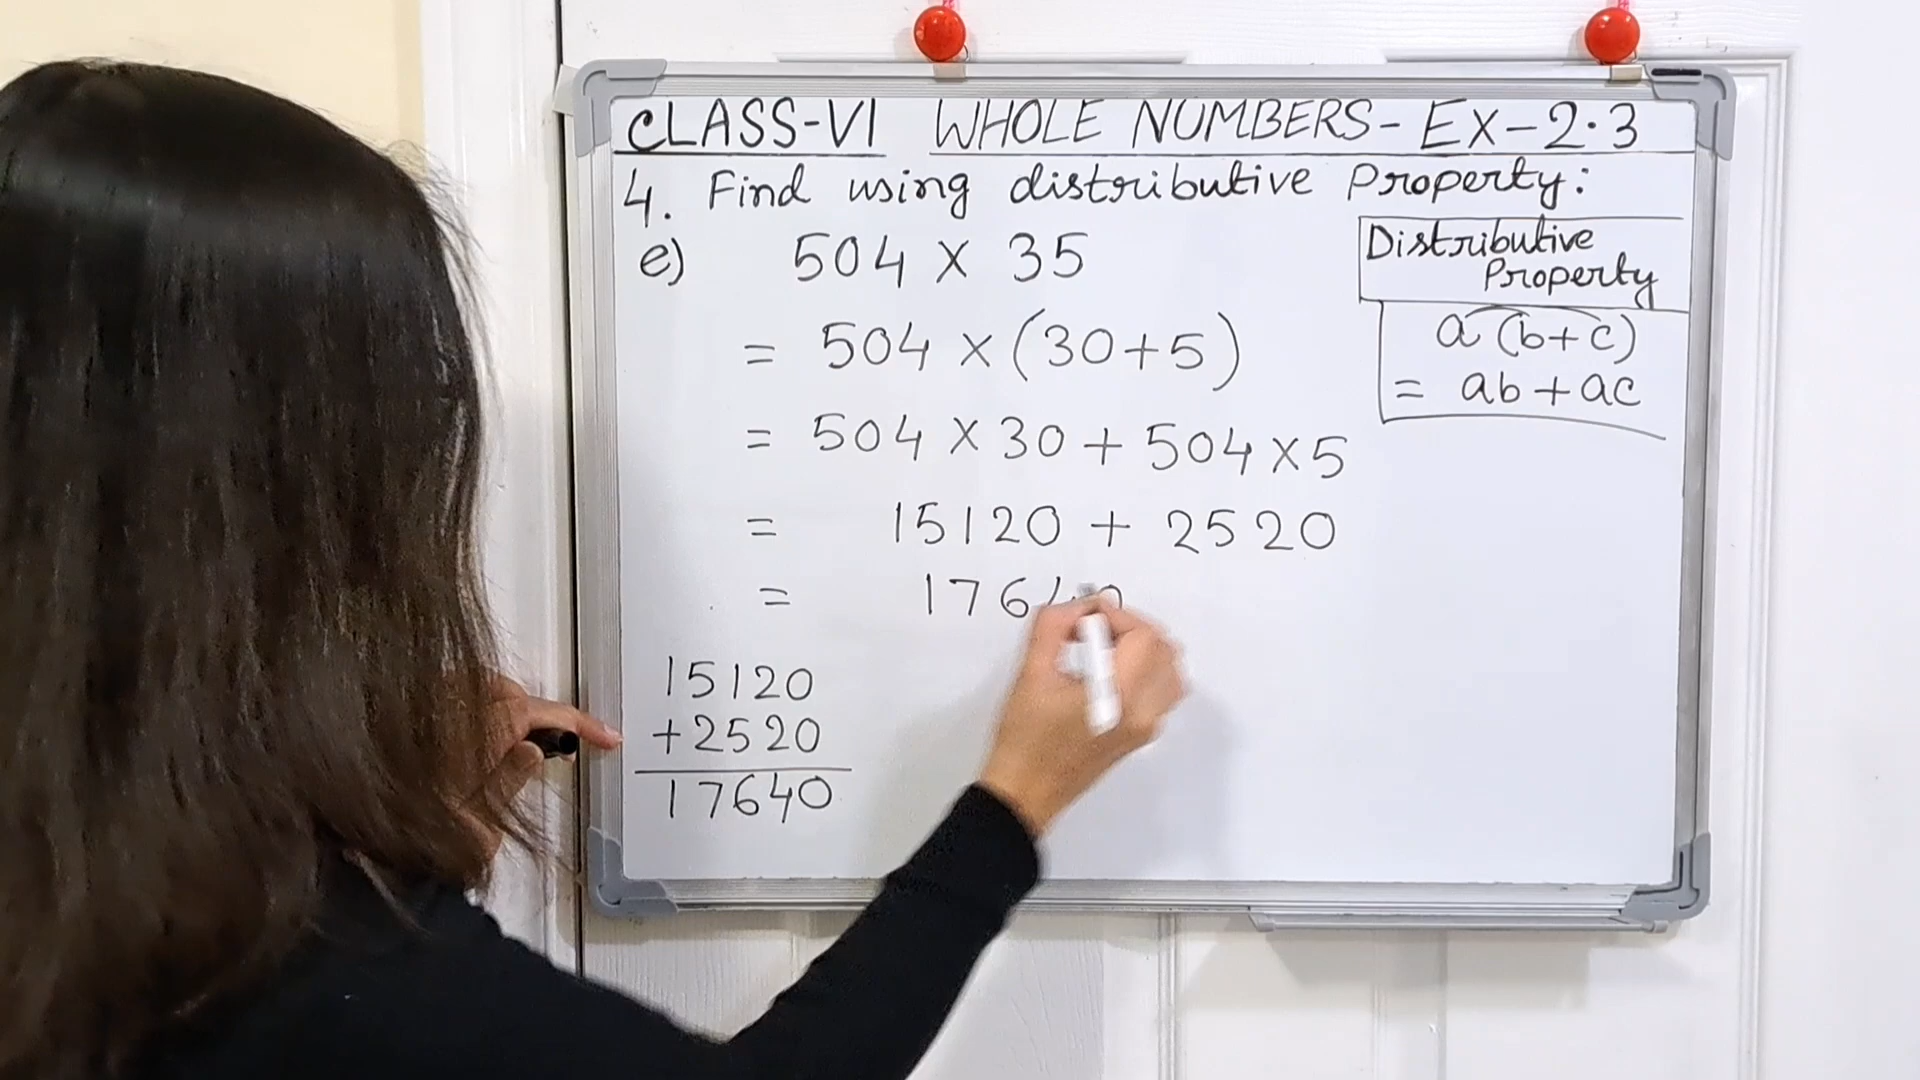 CLASS-VI WHOLE NUMBERS- EX-2.3
4. Find using distributive Property:
e) 504 X 35
= 504 X (30+5)
= 504 X 30 + 504 X 5
= 15120 + 2520
= 17640
15120
+2520
17640
Distributive
Property
a (b+c)
= ab + ac